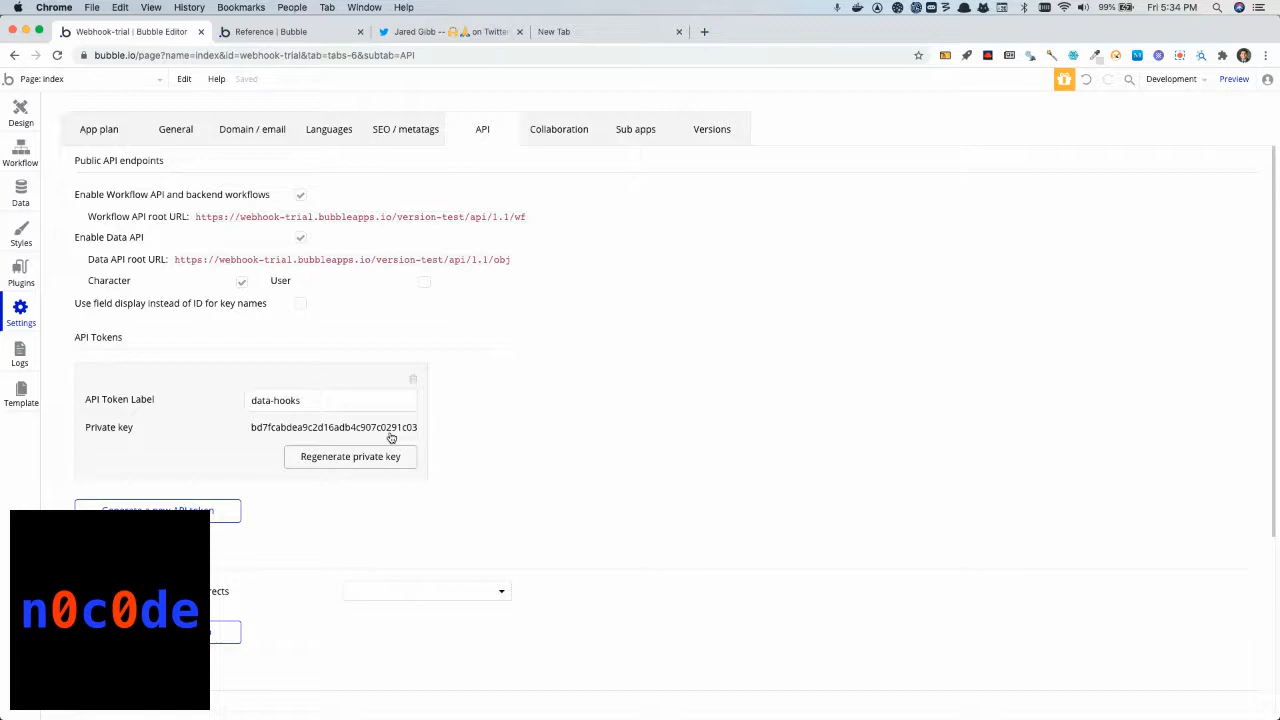 Chrome File Edit View History Bookmarks People Tab Window Help 99% Fri 5:34 PM
Webhook-trial | Bubble Editor Reference | Bubble Jared Gibb -- 🙌🙏 on Twitter New Tab
bubble.io/page?name=index&id=webhook-trial&tab=tabs-6&subtab=API
Page: index Edit Help Saved Development Preview
Design
Workflow
Data
Styles
Plugins
Settings
Logs
Template
App plan General Domain / email Languages SEO / metatags API Collaboration Sub apps Versions
Public API endpoints
Enable Workflow API and backend workflows
Workflow API root URL: https://webhook-trial.bubbleapps.io/version-test/api/1.1/wf
Enable Data API
Data API root URL: https://webhook-trial.bubbleapps.io/version-test/api/1.1/obj
Character User
Use field display instead of ID for key names
API Tokens
API Token Label data-hooks
Private key bd7fcabdea9c2d16adb4c907c0291c03
Regenerate private key
Generate a new API token
rects
n0c0de